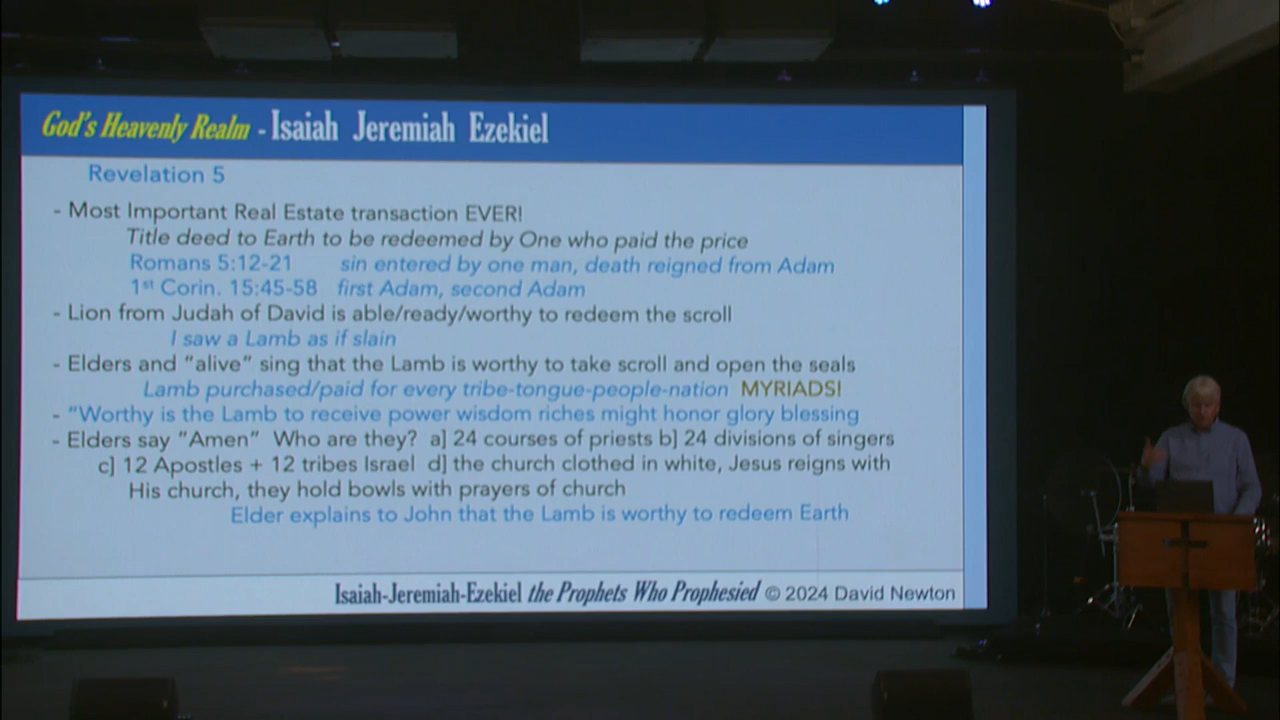 God's Heavenly Realm - Isaiah Jeremiah Ezekiel
Revelation 5
- Most Important Real Estate transaction EVER!
Title deed to Earth to be redeemed by One who paid the price
Romans 5:12-21 sin entered by one man, death reigned from Adam
1st Corin. 15:45-58 first Adam, second Adam
- Lion from Judah of David is able/ready/worthy to redeem the scroll
I saw a Lamb as if slain
- Elders and "alive" sing that the Lamb is worthy to take scroll and open the seals
Lamb purchased/paid for every tribe-tongue-people-nation MYRIADS!
- "Worthy is the Lamb to receive power wisdom riches might honor glory blessing
- Elders say "Amen" Who are they? a] 24 courses of priests b] 24 divisions of singers
c] 12 Apostles + 12 tribes Israel d] the church clothed in white, Jesus reigns with
His church, they hold bowls with prayers of church
Elder explains to John that the Lamb is worthy to redeem Earth
Isaiah-Jeremiah-Ezekiel the Prophets Who Prophesied © 2024 David Newton